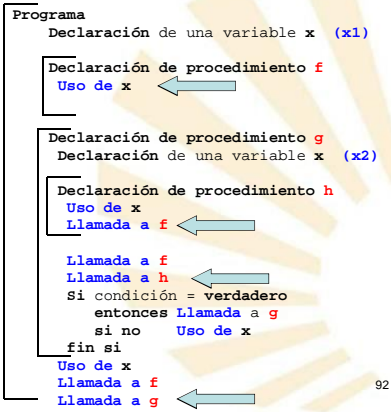 Programa
Declaración de una variable x (x1)
Declaración de procedimiento f
Uso de x
Declaración de procedimiento g
Declaración de una variable x (x2)
Declaración de procedimiento h
Uso de x
Llamada a f
Llamada a f
Llamada a h
Si condición = verdadero
entonces Llamada a g
si no Uso de x
fin si
Uso de x
Llamada a f
Llamada a g
92